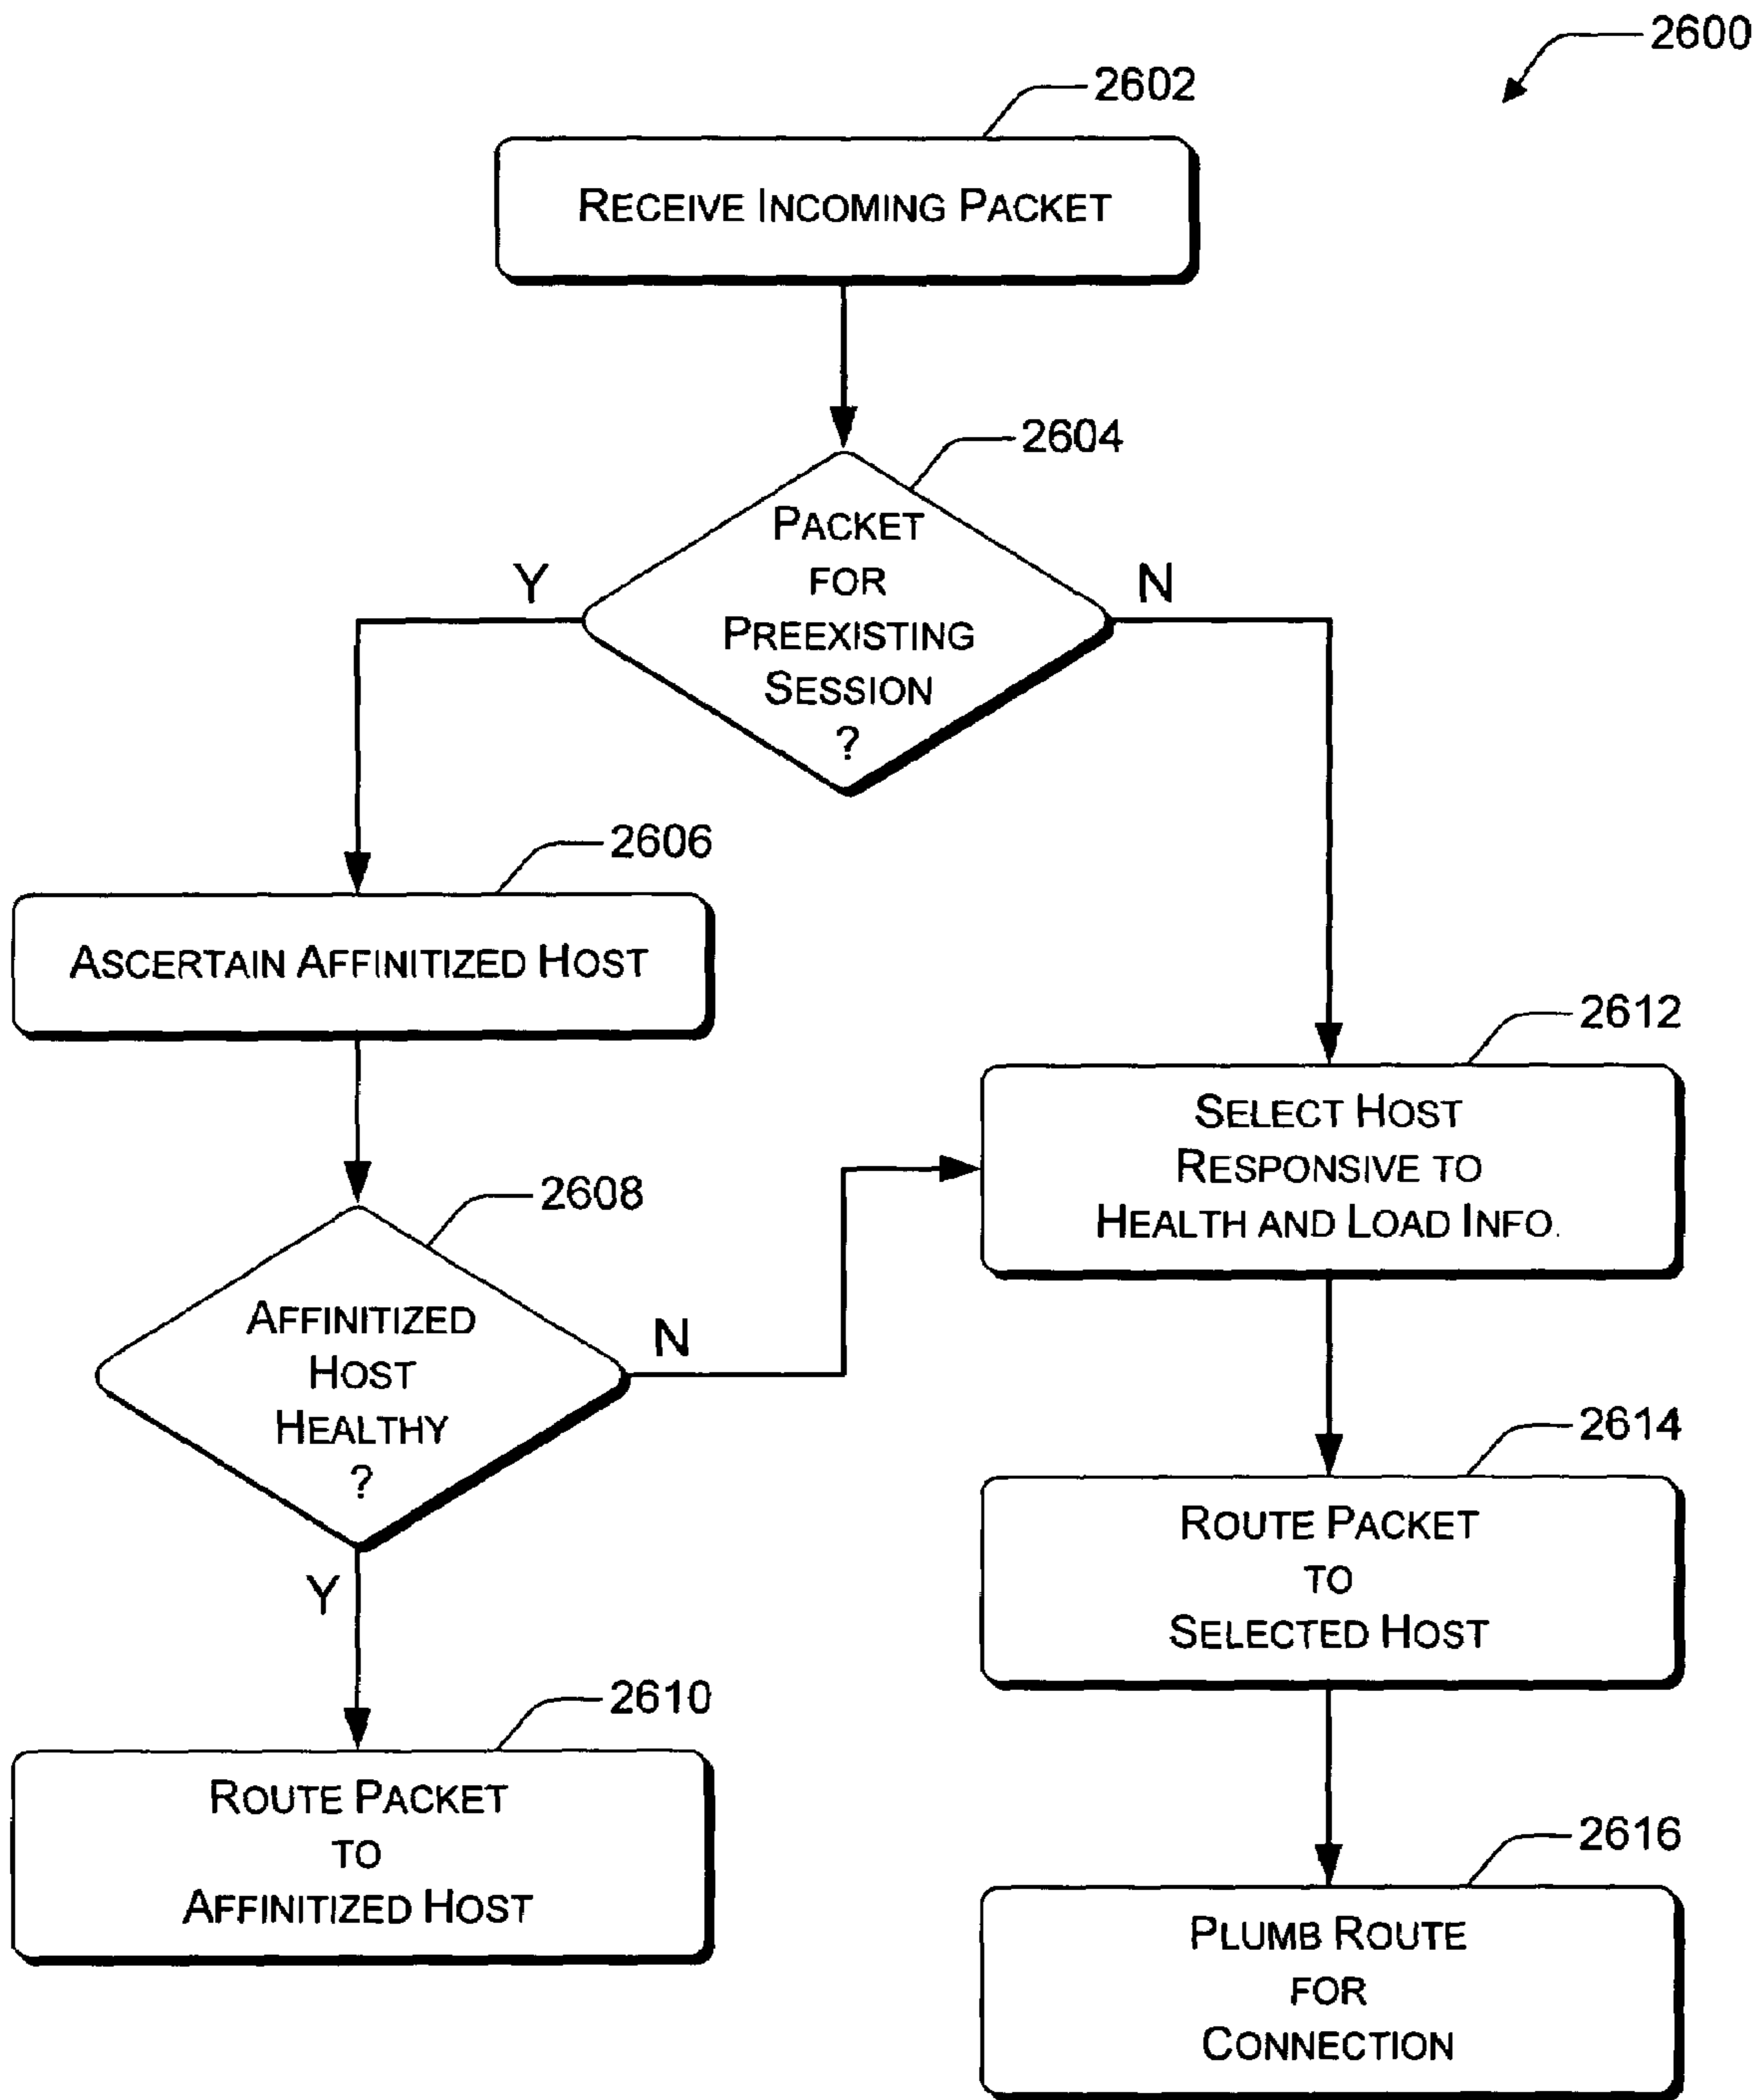 2600
2602
RECEIVE INCOMING PACKET
2604
PACKET
FOR
PREEXISTING
SESSION
?
Y
N
2606
ASCERTAIN AFFINITIZED HOST
2608
AFFINITIZED
HOST
HEALTHY
?
N
Y
2610
ROUTE PACKET
TO
AFFINITIZED HOST
2612
SELECT HOST
RESPONSIVE TO
HEALTH AND LOAD INFO.
2614
ROUTE PACKET
TO
SELECTED HOST
2616
PLUMB ROUTE
FOR
CONNECTION